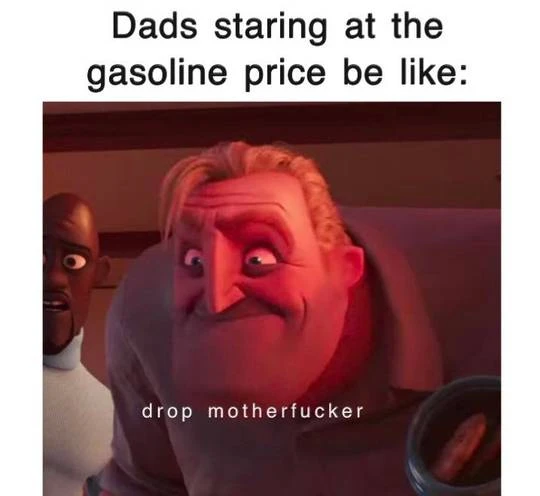 Dads staring at the
gasoline price be like:
drop motherfucker